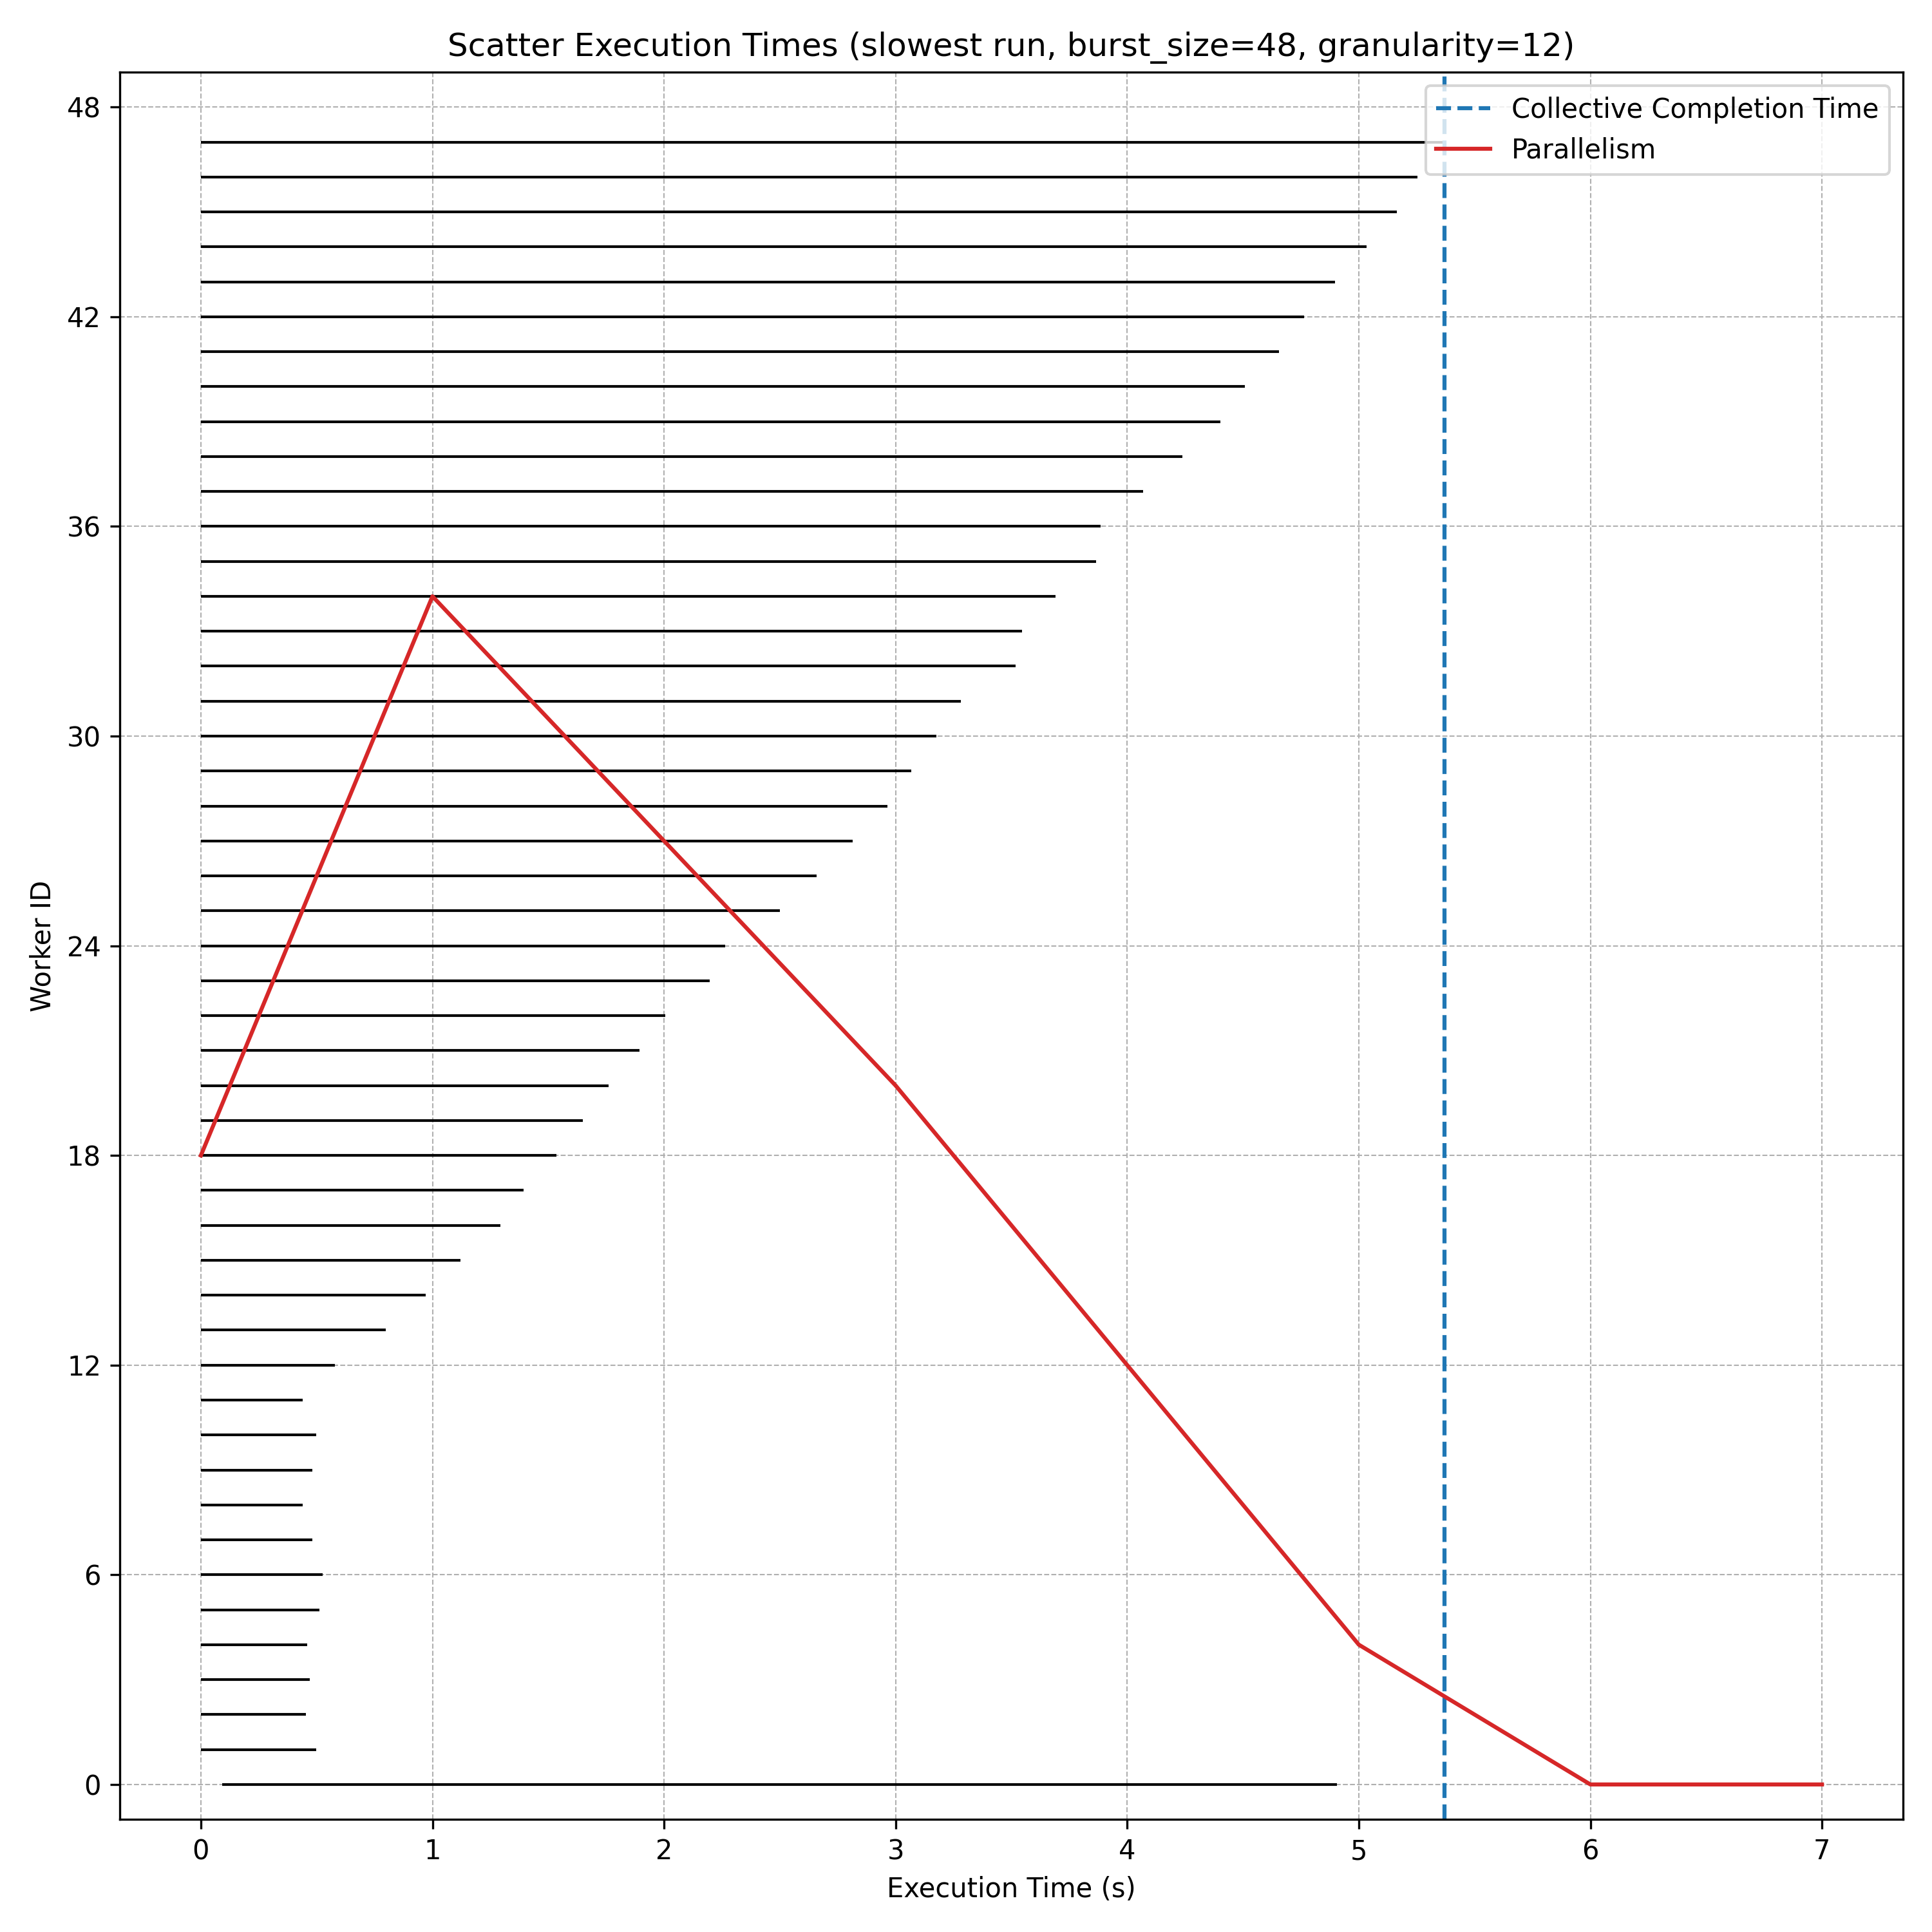 Scatter Execution Times (slowest run, burst_size=48, granularity=12)
Collective Completion Time
Parallelism
48
42
36
30
24
18
12
6
0
Worker ID
0 1 2 3 4 5 6 7
Execution Time (s)